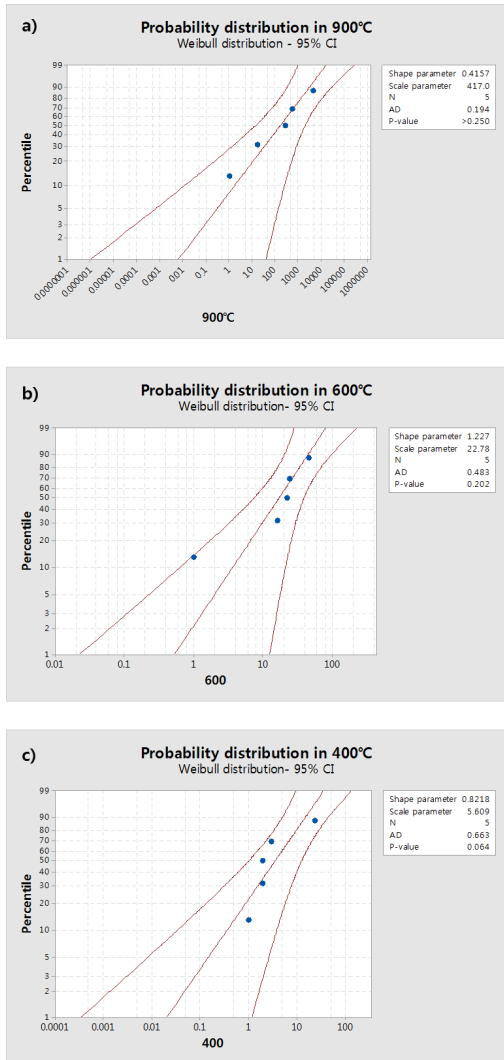 a)
Probability distribution in 900℃
Weibull distribution - 95% CI
Percentile
99
90
80
70
60
50
40
30
20
10
5
3
2
1
0.0000001
0.000001
0.00001
0.0001
0.001
0.01
0.1
1
10
100
1000
10000
100000
1000000
900℃
Shape parameter 0.4157
Scale parameter 417.0
N 5
AD 0.194
P-value >0.250
b)
Probability distribution in 600℃
Weibull distribution- 95% CI
Percentile
99
90
80
70
60
50
40
30
20
10
5
3
2
1
0.01
0.1
1
10
100
600
Shape parameter 1.227
Scale parameter 22.78
N 5
AD 0.483
P-value 0.202
c)
Probability distribution in 400℃
Weibull distribution- 95% CI
Percentile
99
90
80
70
60
50
40
30
20
10
5
3
2
1
0.0001
0.01
0.1
1
10
100
400
Shape parameter 0.8218
Scale parameter 5.609
N 5
AD 0.663
P-value 0.064